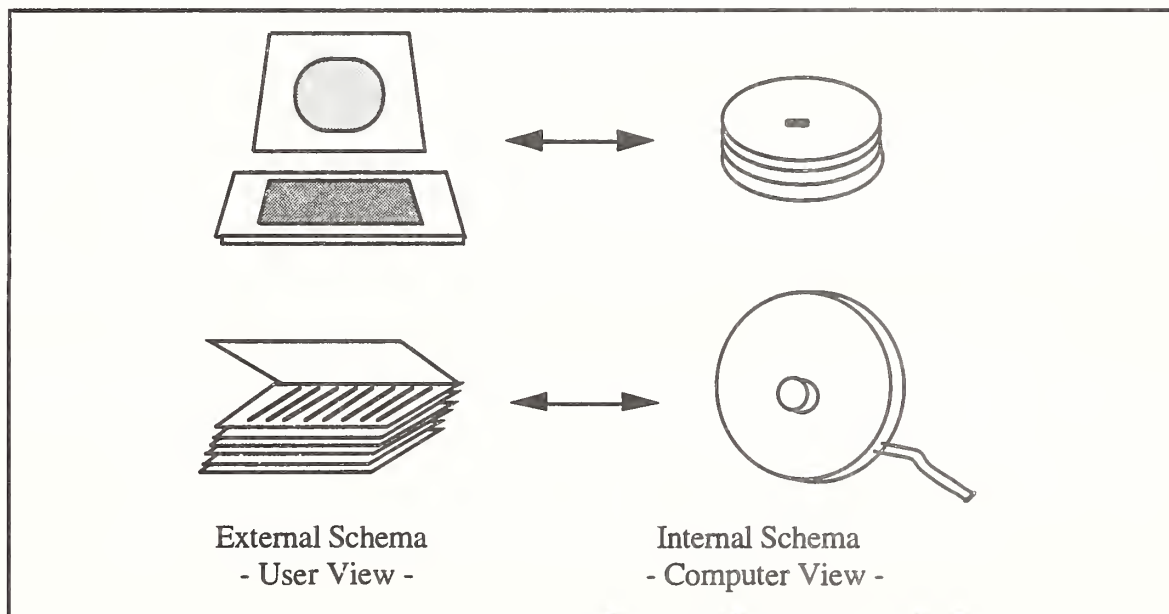 External Schema
- User View -
Internal Schema
- Computer View -